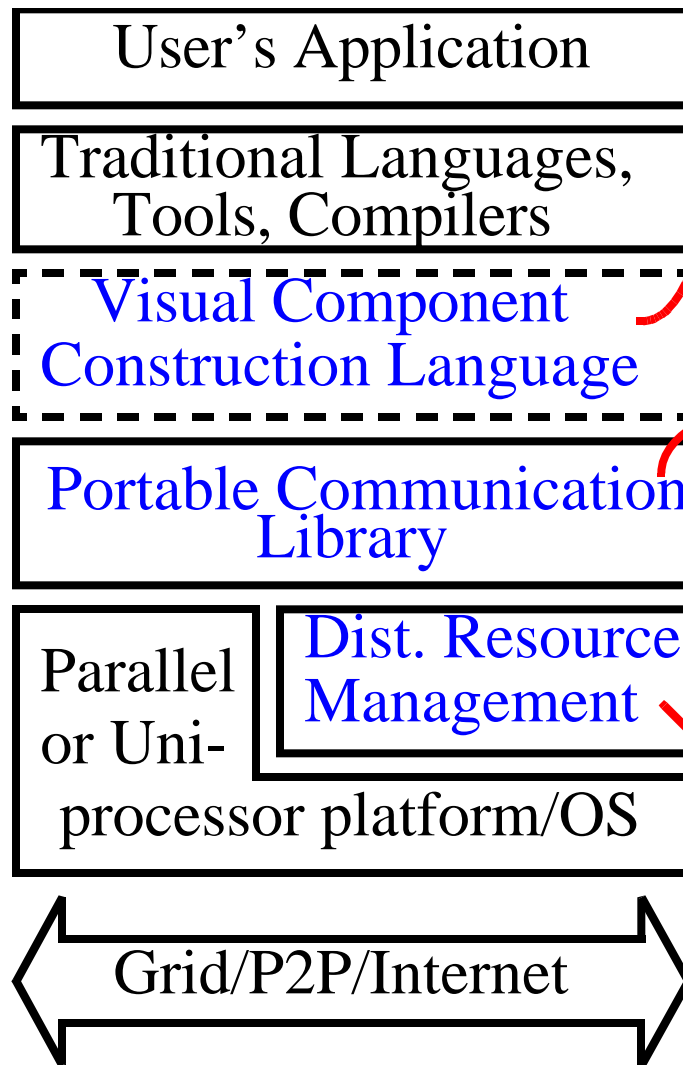 User’s Application
Traditional Languages,
Tools, Compilers
Visual Component
Construction Language
Portable Communication
Library
Dist. Resource
Management
Parallel
or Uni-
processor platform/OS
Grid/P2P/Internet